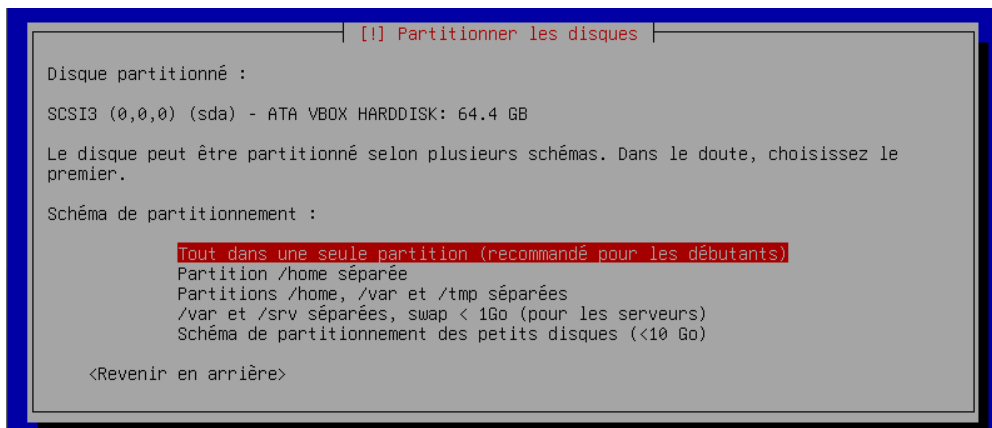 [!] Partitionner les disques
Disque partitionné :
SCSI3 (0,0,0) (sda) - ATA VBOX HARDDISK: 64.4 GB
Le disque peut être partitionné selon plusieurs schémas. Dans le doute, choisissez le
premier.
Schéma de partitionnement :
Tout dans une seule partition (recommandé pour les débutants)
Partition /home séparée
Partitions /home, /var et /tmp séparées
/var et /srv séparées, swap < 1Go (pour les serveurs)
Schéma de partitionnement des petits disques (<10 Go)
<Revenir en arrière>